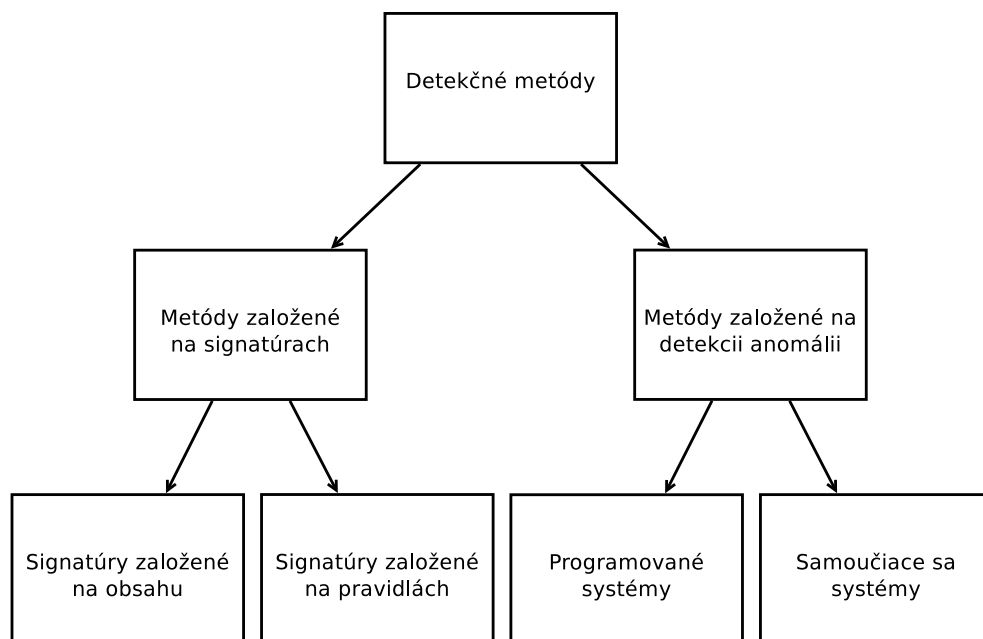 Detekčné metódy
Metódy založené
na signatúrach
Metódy založené na
detekcii anomálii
Signatúry založené
na obsahu
Signatúry založené
na pravidlách
Programované
systémy
Samoučiace sa
systémy